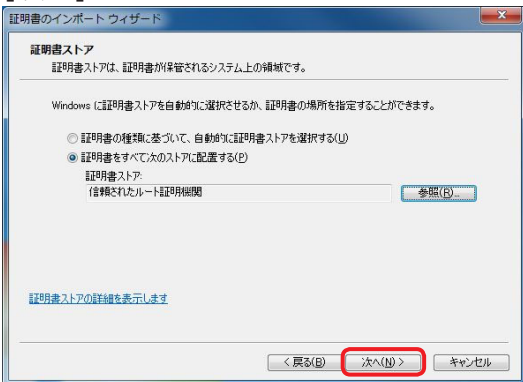 証明書のインポート ウィザード
証明書ストア
証明書ストアは、証明書が保管されるシステム上の領域です。
Windows に証明書ストアを自動的に選択させるか、証明書の場所を指定することができます。
証明書の種類に基づいて、自動的に証明書ストアを選択する(U)
証明書をすべて次のストアに配置する(P)
証明書ストア:
信頼されたルート証明機関
参照(R)...
証明書ストアの詳細を表示します
< 戻る(B)
次へ(N) >
キャンセル